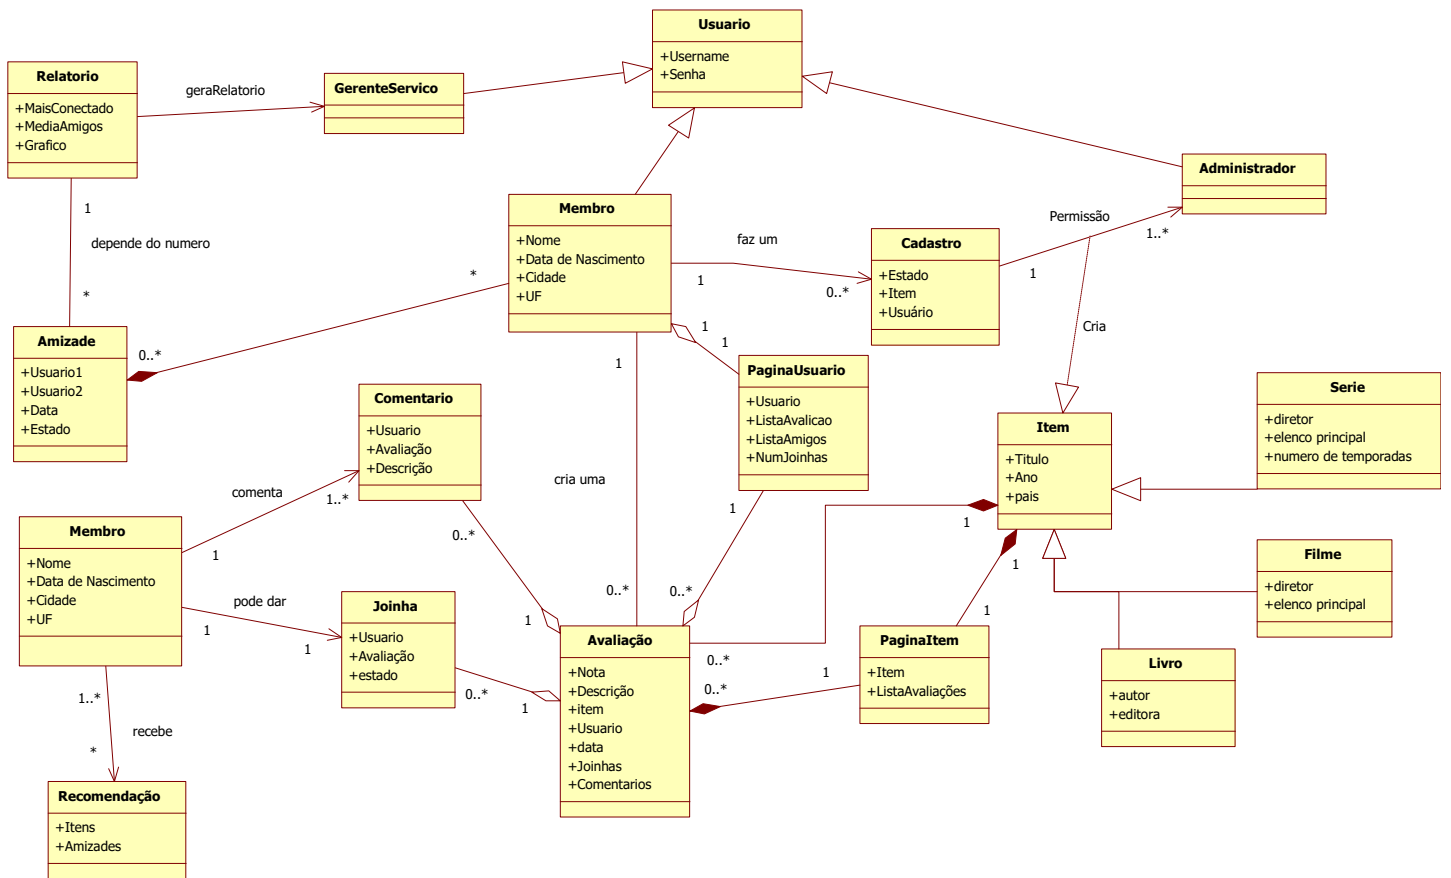 Usuario
+Username
+Senha
Relatorio
+MaisConectado
+MediaAmigos
+Grafico
geraRelatorio
GerenteServico
Administrador
Membro
+Nome
+Data de Nascimento
+Cidade
+UF
faz um
1
0..*
Cadastro
+Estado
+Item
+Usuário
Permissão
1
1..*
Cria
1
depende do numero
*
Amizade
+Usuario1
+Usuario2
+Data
+Estado
0..*
*
1
1
PaginaUsuario
+Usuario
+ListaAvalicao
+ListaAmigos
+NumJoinhas
1
cria uma
0..*
Comentario
+Usuario
+Avaliação
+Descrição
comenta
1..*
1
Item
+Titulo
+Ano
+pais
Serie
+diretor
+elenco principal
+numero de temporadas
Filme
+diretor
+elenco principal
Livro
+autor
+editora
Membro
+Nome
+Data de Nascimento
+Cidade
+UF
pode dar
1
1
Joinha
+Usuario
+Avaliação
+estado
0..*
1
0..*
1
1
0..*
1
0..*
Avaliação
+Nota
+Descrição
+item
+Usuario
+data
+Joinhas
+Comentarios
0..*
1
1
1
PaginaItem
+Item
+ListaAvaliações
1..*
recebe
*
Recomendação
+Itens
+Amizades